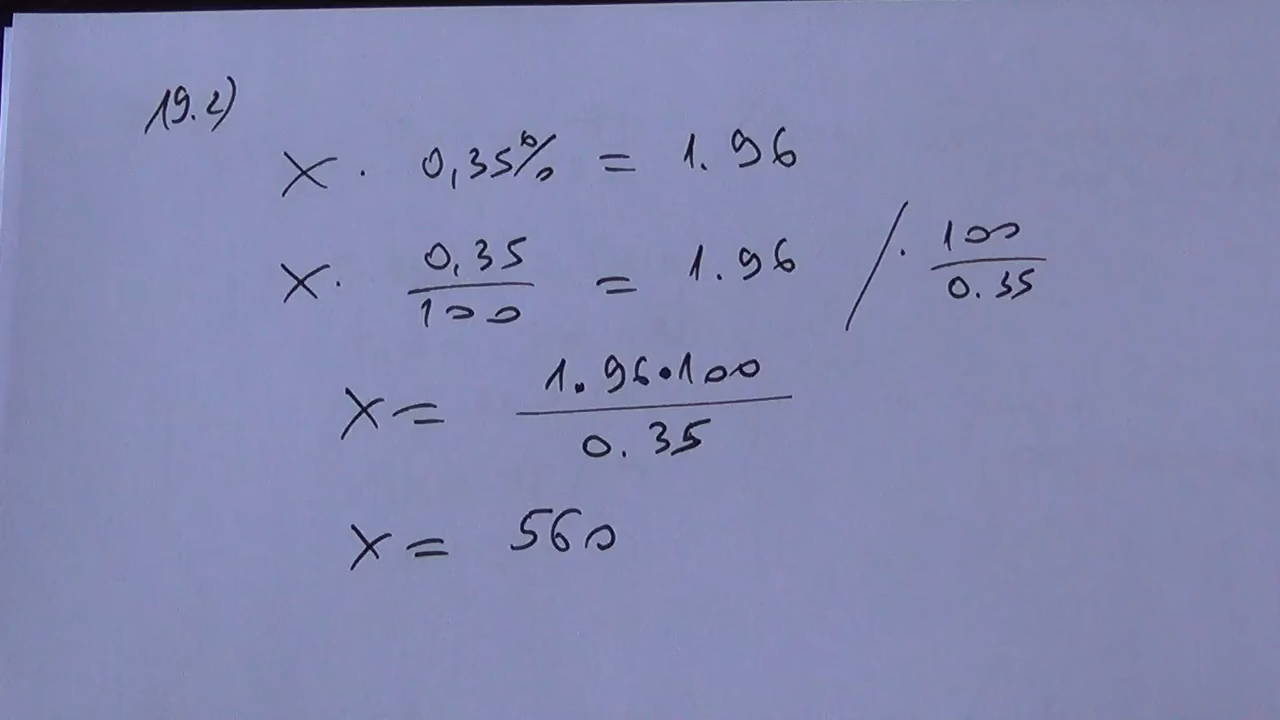 19.2)
X · 0,35% = 1.96
X · 0,35/100 = 1.96 / · 100/0.35
X = 1.96·100/0.35
X = 560